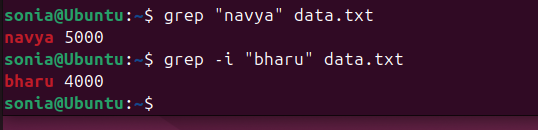 sonia@Ubuntu:~$ grep "navya" data.txt
navya 5000
sonia@Ubuntu:~$ grep -i "bharu" data.txt
bharu 4000
sonia@Ubuntu:~$